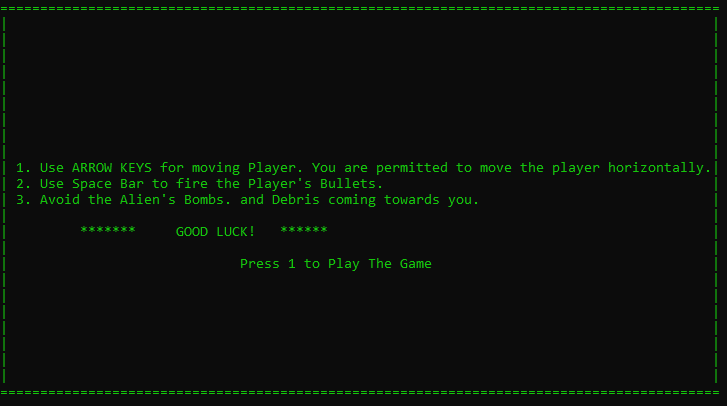 1. Use ARROW KEYS for moving Player. You are permitted to move the player horizontally.
2. Use Space Bar to fire the Player's Bullets.
3. Avoid the Alien's Bombs. and Debris coming towards you.
******* GOOD LUCK! ******
Press 1 to Play The Game